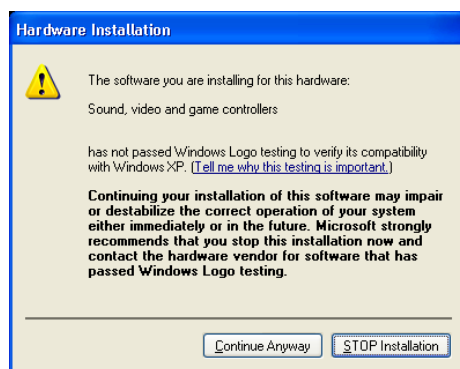 Hardware Installation
The software you are installing for this hardware:
Sound, video and game controllers
has not passed Windows Logo testing to verify its compatibility
with Windows XP. (Tell me why this testing is important.)
Continuing your installation of this software may impair
or destabilize the correct operation of your system
either immediately or in the future. Microsoft strongly
recommends that you stop this installation now and
contact the hardware vendor for software that has
passed Windows Logo testing.
Continue Anyway
STOP Installation